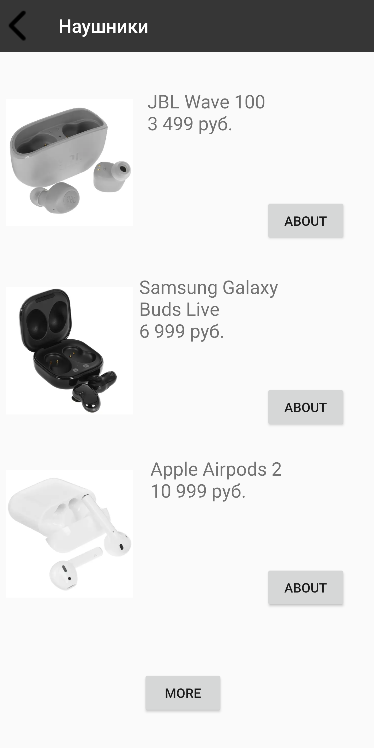 Наушники
JBL Wave 100
3 499 руб.
ABOUT
Samsung Galaxy
Buds Live
6 999 руб.
ABOUT
Apple Airpods 2
10 999 руб.
ABOUT
MORE